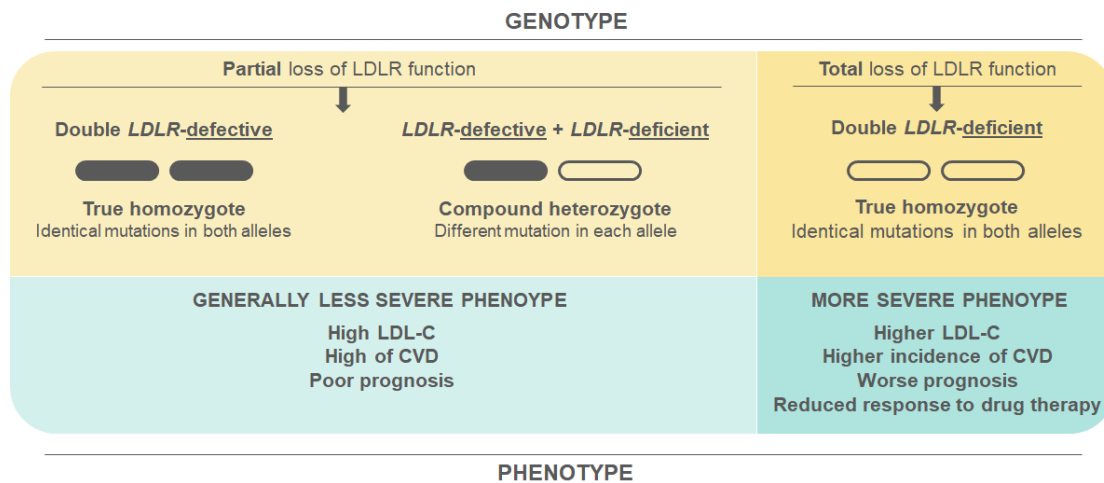 GENOTYPE
Partial loss of LDLR function
Double LDLR-defective
LDLR-defective + LDLR-deficient
True homozygote
Identical mutations in both alleles
Compound heterozygote
Different mutation in each allele
Total loss of LDLR function
Double LDLR-deficient
True homozygote
Identical mutations in both alleles
GENERALLY LESS SEVERE PHENOYPE
High LDL-C
High of CVD
Poor prognosis
MORE SEVERE PHENOYPE
Higher LDL-C
Higher incidence of CVD
Worse prognosis
Reduced response to drug therapy
PHENOTYPE